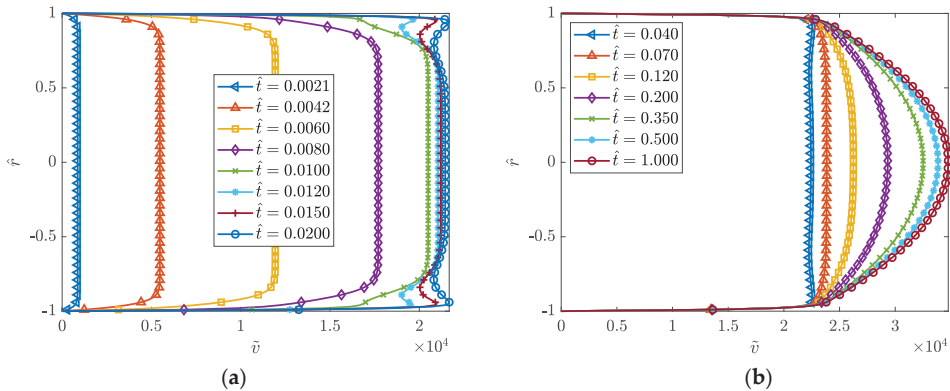 1
0.5
0
-0.5
-1
r̂
0 0.5 1 1.5 2
×10⁴
ṽ
t̂ = 0.0021
t̂ = 0.0042
t̂ = 0.0060
t̂ = 0.0080
t̂ = 0.0100
t̂ = 0.0120
t̂ = 0.0150
t̂ = 0.0200
(a)
1
0.5
0
-0.5
-1
r̂
0 0.5 1 1.5 2 2.5 3
×10⁴
ṽ
t̂ = 0.040
t̂ = 0.070
t̂ = 0.120
t̂ = 0.200
t̂ = 0.350
t̂ = 0.500
t̂ = 1.000
(b)